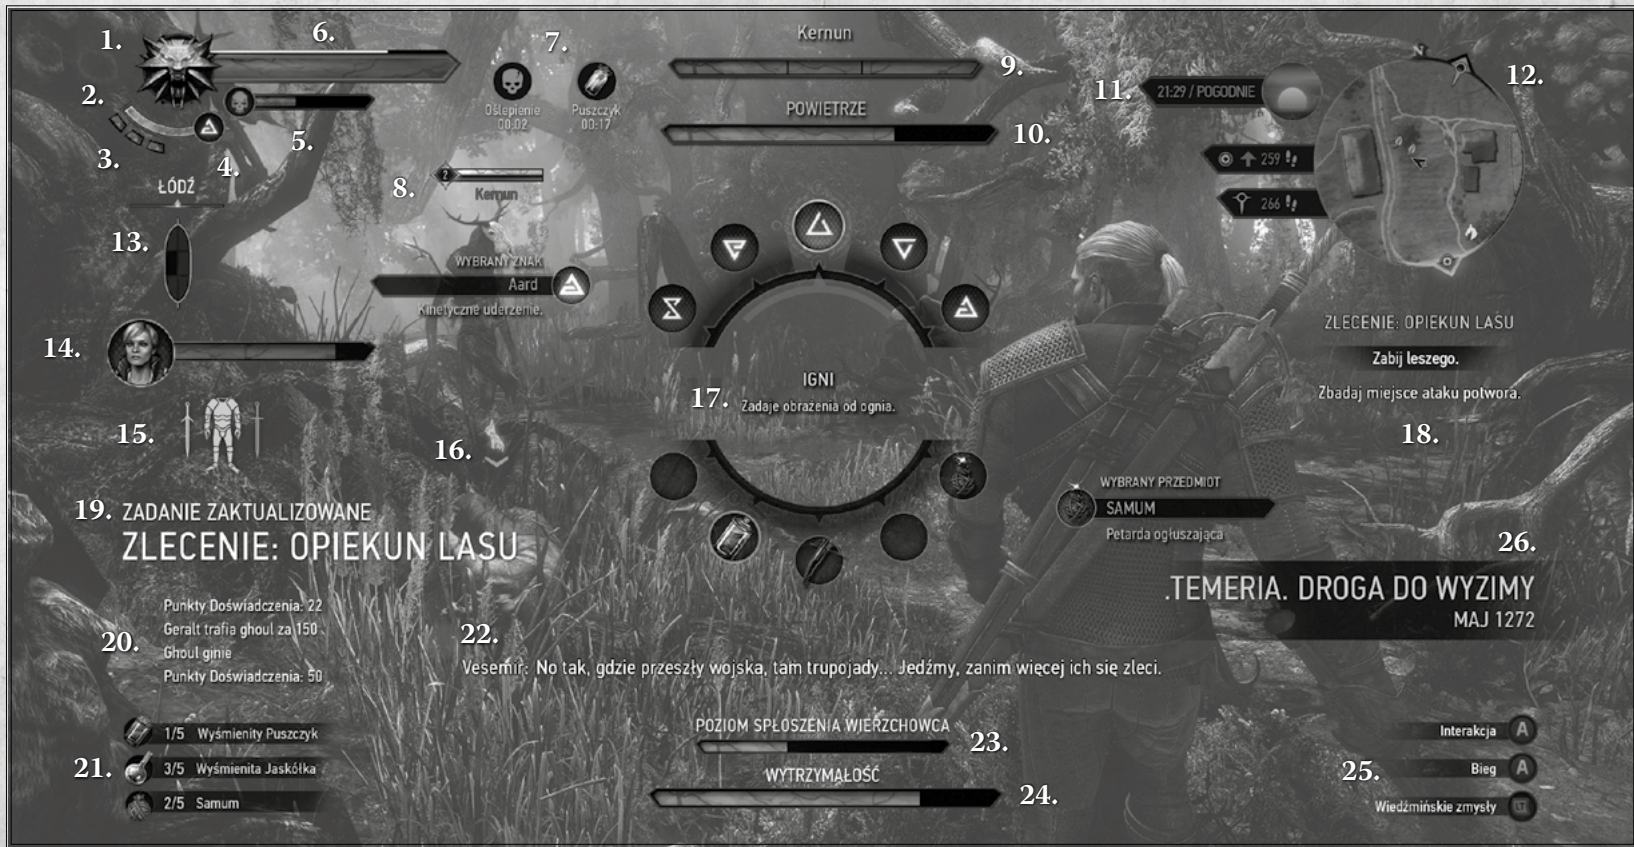 1.
6.
7.
Kernun
9.
12.
N
2.
Oślepienie
00:02
Puszczyk
00:17
POWIETRZE
10.
11.
21:29 / POGODNIE
3.
4.
5.
259
ŁÓDŹ
8.
2
Kernun
266
13.
WYBRANY ZNAK
Aard
Kinetyczne uderzenie.
14.
ZLECENIE: OPIEKUN LASU
Zabij leszego.
Zbadaj miejsce ataku potwora.
18.
15.
16.
17.
IGNI
Zadaje obrażenia od ognia.
WYBRANY PRZEDMIOT
SAMUM
Petarda ogłuszająca
19.
ZADANIE ZAKTUALIZOWANE
ZLECENIE: OPIEKUN LASU
26.
.TEMERIA. DROGA DO WYZIMY
MAJ 1272
20.
Punkty Doświadczenia: 22
Geralt trafia ghoul za 150
Ghoul ginie
Punkty Doświadczenia: 50
22.
Vesemir: No tak, gdzie przeszły wojska, tam trupojady... Jedźmy, zanim więcej ich się zleci.
21.
1/5 Wyśmienity Puszczyk
3/5 Wyśmienita Jaskółka
2/5 Samum
POZIOM SPŁOSZENIA WIERZCHOWCA
23.
WYTRZYMAŁOŚĆ
24.
25.
Interakcja A
Bieg A
Wiedźmińskie zmysły LT